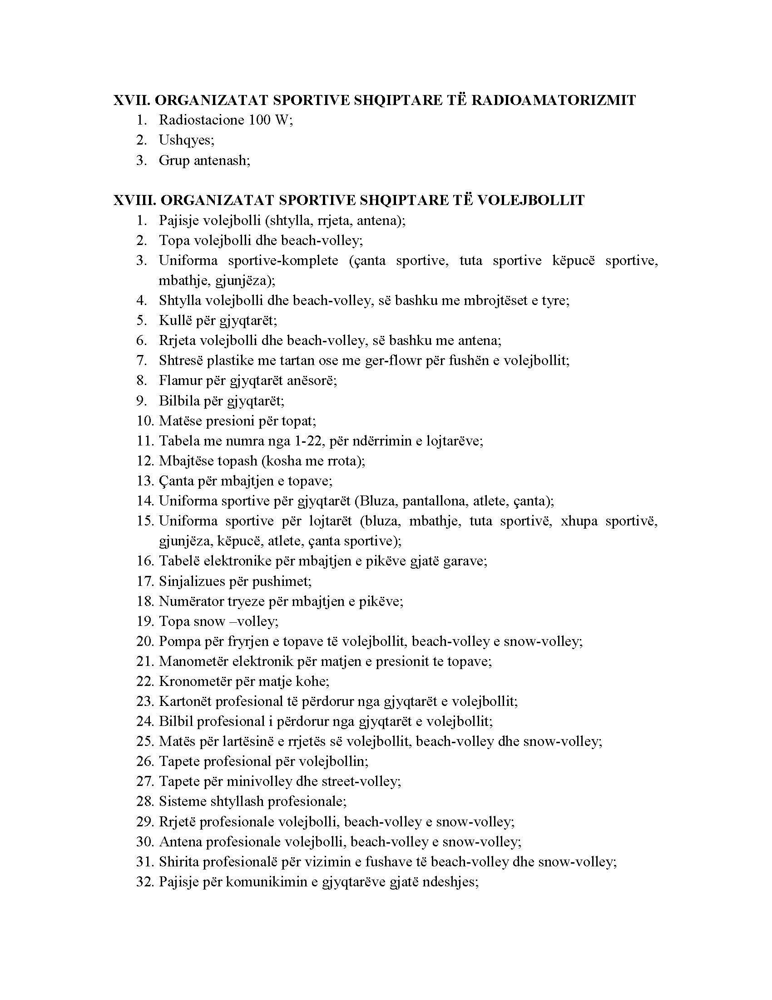 XVII. ORGANIZATAT SPORTIVE SHQIPTARE TË RADIOAMATORIZMIT
1. Radiostacione 100 W;
2. Ushqyes;
3. Grup antenash;
XVIII. ORGANIZATAT SPORTIVE SHQIPTARE TË VOLEJBOLLIT
1. Pajisje volejbolli (shtylla, rrjeta, antena);
2. Topa volejbolli dhe beach-volley;
3. Uniforma sportive-komplete (çanta sportive, tuta sportive këpucë sportive,
mbathje, gjunjëza);
4. Shtylla volejbolli dhe beach-volley, së bashku me mbrojtëset e tyre;
5. Kullë për gjyqtarët;
6. Rrjeta volejbolli dhe beach-volley, së bashku me antena;
7. Shtresë plastike me tartan ose me ger-flowr për fushën e volejbollit;
8. Flamur për gjyqtarët anësorë;
9. Bilbila për gjyqtarët;
10. Matëse presioni për topat;
11. Tabela me numra nga 1-22, për ndërrimin e lojtarëve;
12. Mbajtëse topash (kosha me rrota);
13. Çanta për mbajtjen e topave;
14. Uniforma sportive për gjyqtarët (Bluza, pantallona, atlete, çanta);
15. Uniforma sportive për lojtarët (bluza, mbathje, tuta sportivë, xhupa sportivë,
gjunjëza, këpucë, atlete, çanta sportive);
16. Tabelë elektronike për mbajtjen e pikëve gjatë garave;
17. Sinjalizues për pushimet;
18. Numërator tryeze për mbajtjen e pikëve;
19. Topa snow –volley;
20. Pompa për fryrjen e topave të volejbollit, beach-volley e snow-volley;
21. Manometër elektronik për matjen e presionit te topave;
22. Kronometër për matje kohe;
23. Kartonët profesional të përdorur nga gjyqtarët e volejbollit;
24. Bilbil profesional i përdorur nga gjyqtarët e volejbollit;
25. Matës për lartësinë e rrjetës së volejbollit, beach-volley dhe snow-volley;
26. Tapete profesional për volejbollin;
27. Tapete për minivolley dhe street-volley;
28. Sisteme shtyllash profesionale;
29. Rrjetë profesionale volejbolli, beach-volley e snow-volley;
30. Antena profesionale volejbolli, beach-volley e snow-volley;
31. Shirita profesionalë për vizimin e fushave të beach-volley dhe snow-volley;
32. Pajisje për komunikimin e gjyqtarëve gjatë ndeshjes;